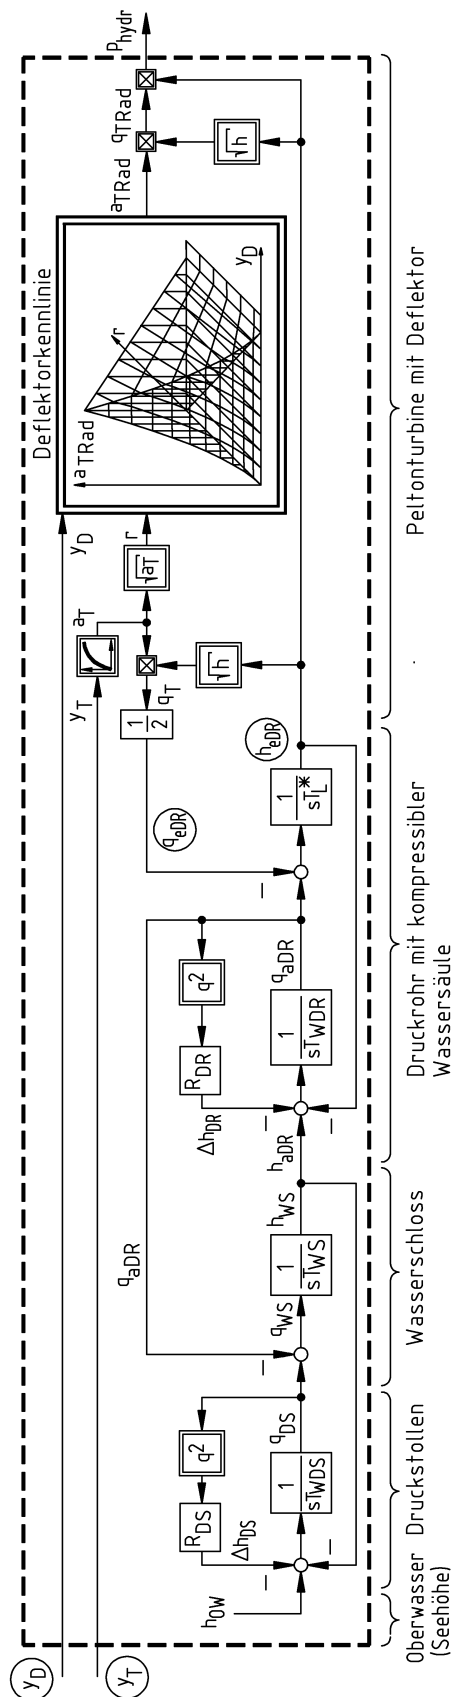 y_D
y_T
Oberwasser
(Seehöhe)
h_OW
Δh_DS
R_DS
q²
1
sT_WDS
q_DS
Druckstollen
q_WS
1
sT_WS
h_WS
Wasserschloss
q_aDR
h_aDR
Δh_DR
R_DR
q²
1
sT_WDR
q_aDR
1
sT_L*
q_eDR
h_eDR
Druckrohr mit kompressibler
Wassersäule
1
2
q_T
√h
y_T
a_T
√a_T
r
y_D
Deflektorkennlinie
a_TRad
r
y_D
a_TRad
q_TRad
√h
P_hydr
Peltonturbine mit Deflektor